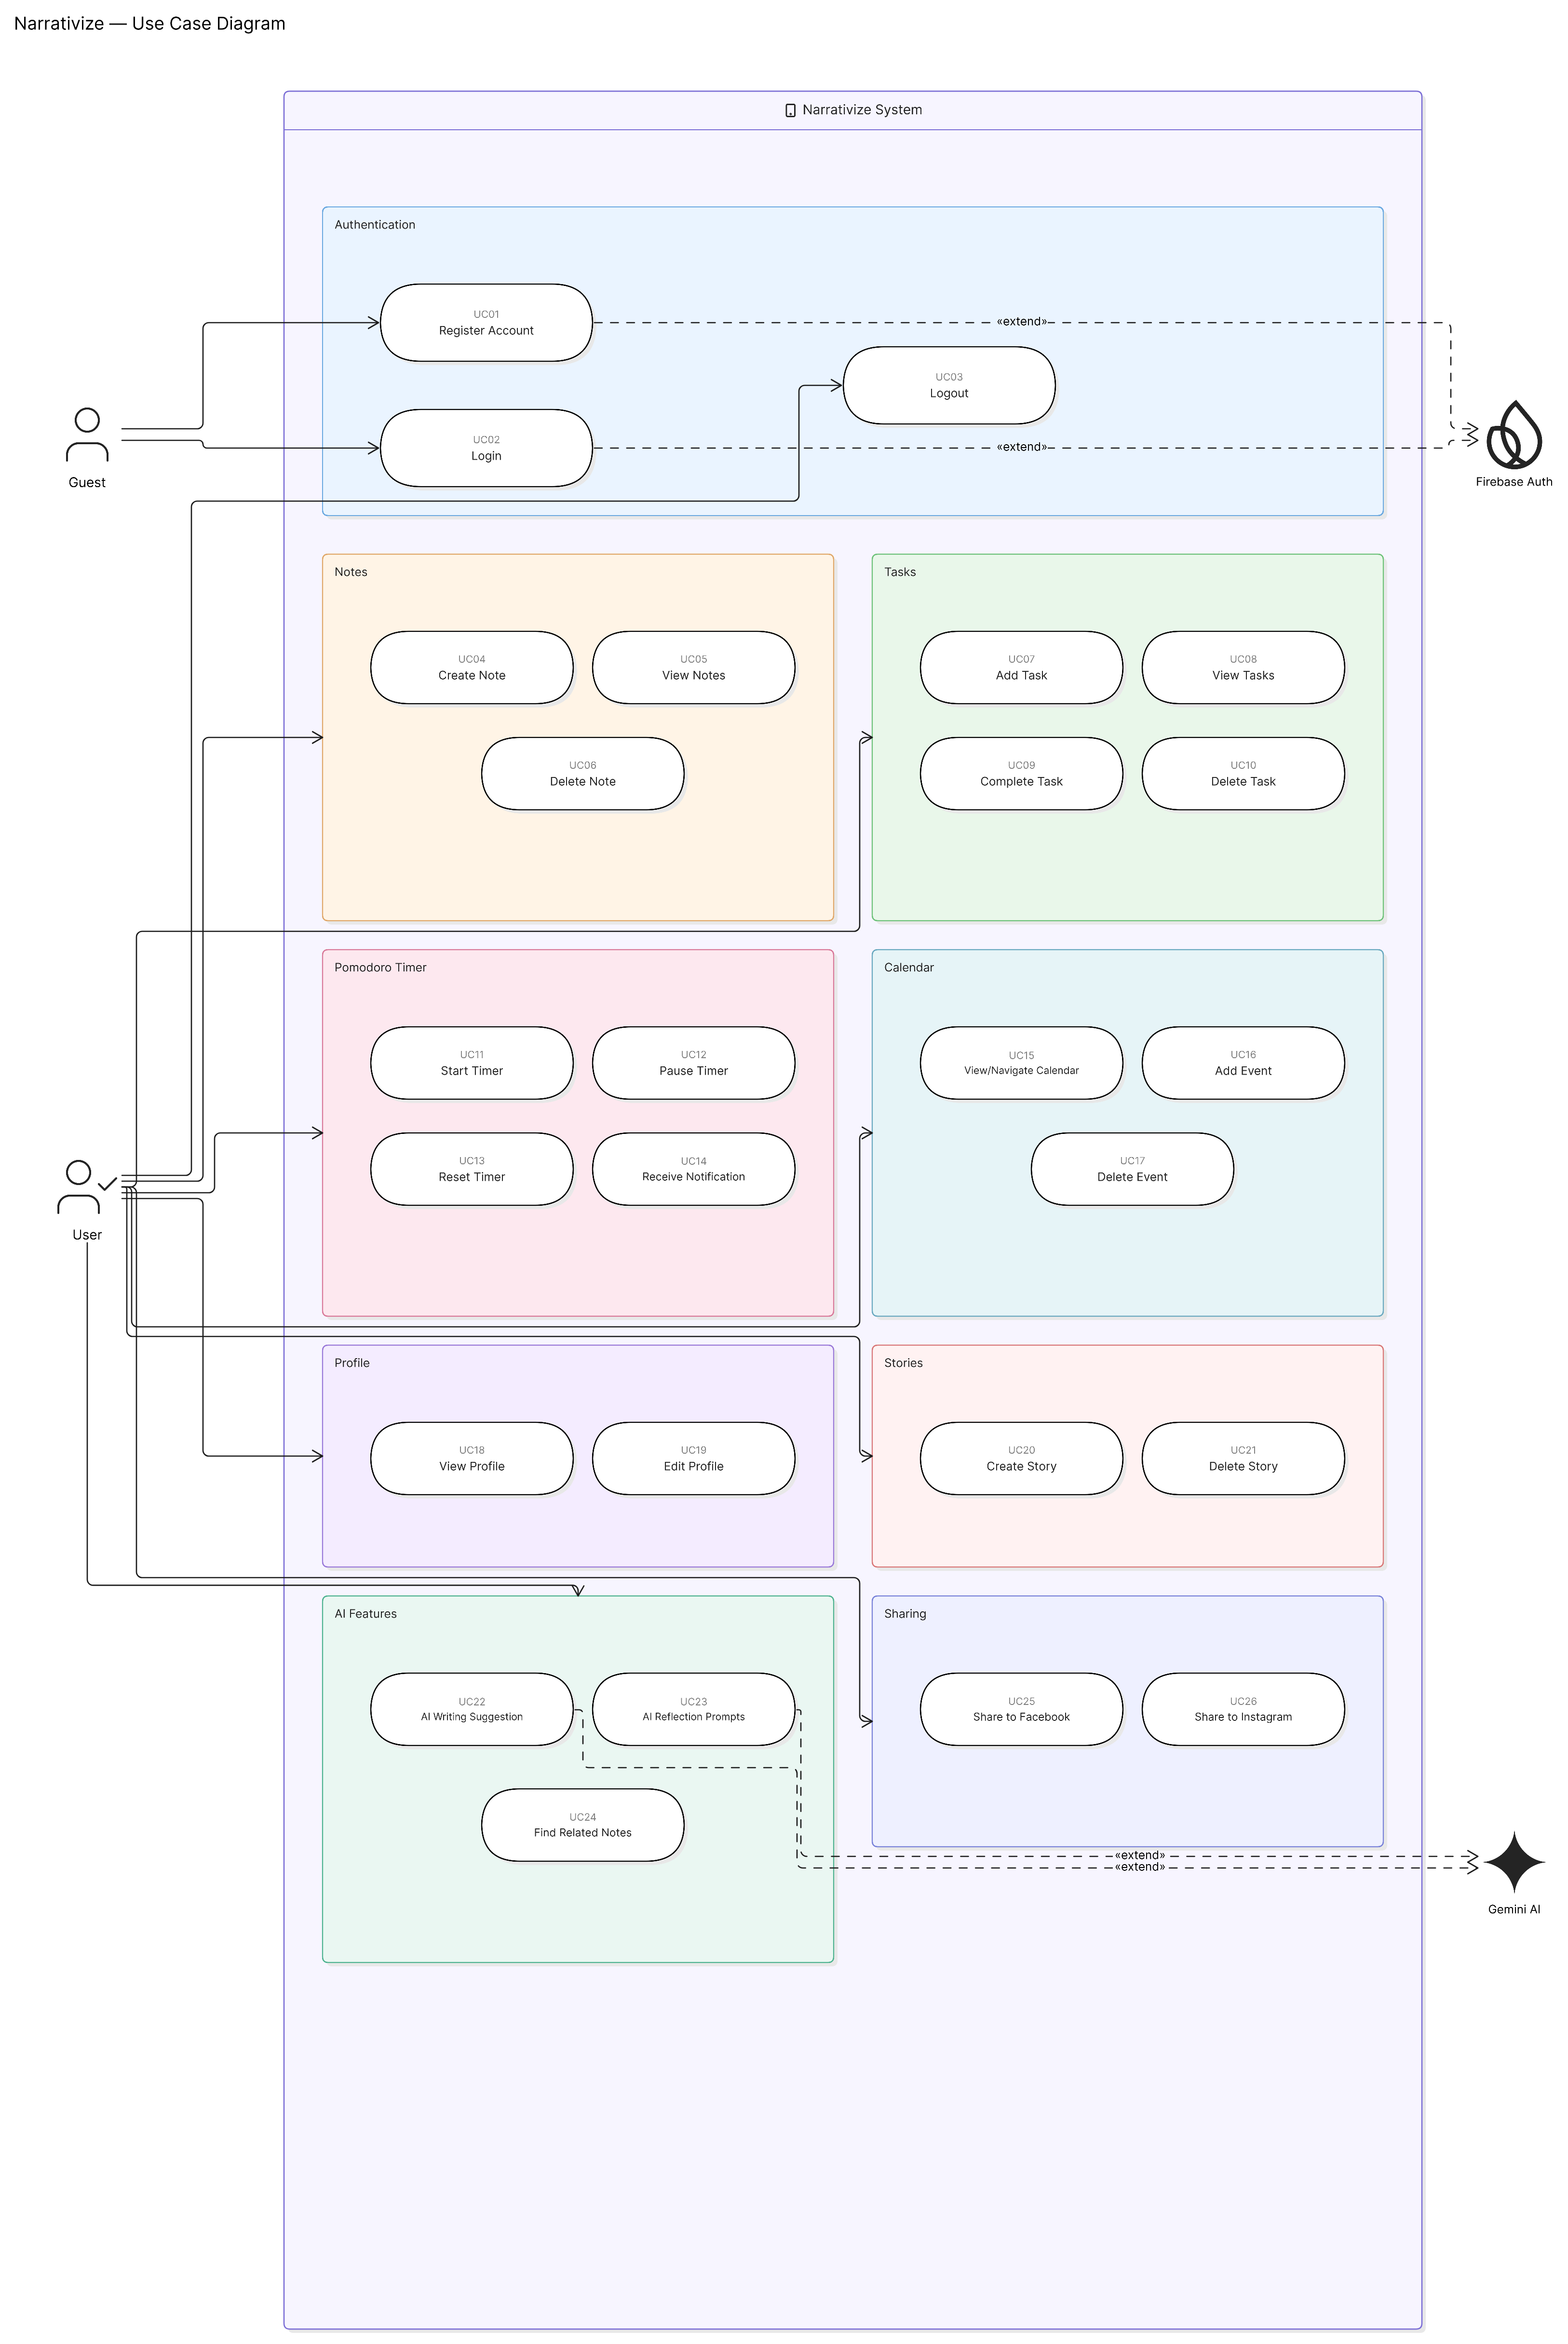 Narrativize — Use Case Diagram
Narrativize System
Authentication
UC01
Register Account
«extend»
UC03
Logout
UC02
Login
«extend»
Guest
Firebase Auth
Notes
UC04
Create Note
UC05
View Notes
UC06
Delete Note
Tasks
UC07
Add Task
UC08
View Tasks
UC09
Complete Task
UC10
Delete Task
Pomodoro Timer
UC11
Start Timer
UC12
Pause Timer
UC13
Reset Timer
UC14
Receive Notification
Calendar
UC15
View/Navigate Calendar
UC16
Add Event
UC17
Delete Event
User
Profile
UC18
View Profile
UC19
Edit Profile
Stories
UC20
Create Story
UC21
Delete Story
AI Features
UC22
AI Writing Suggestion
UC23
AI Reflection Prompts
UC24
Find Related Notes
Sharing
UC25
Share to Facebook
UC26
Share to Instagram
«extend»
«extend»
Gemini AI